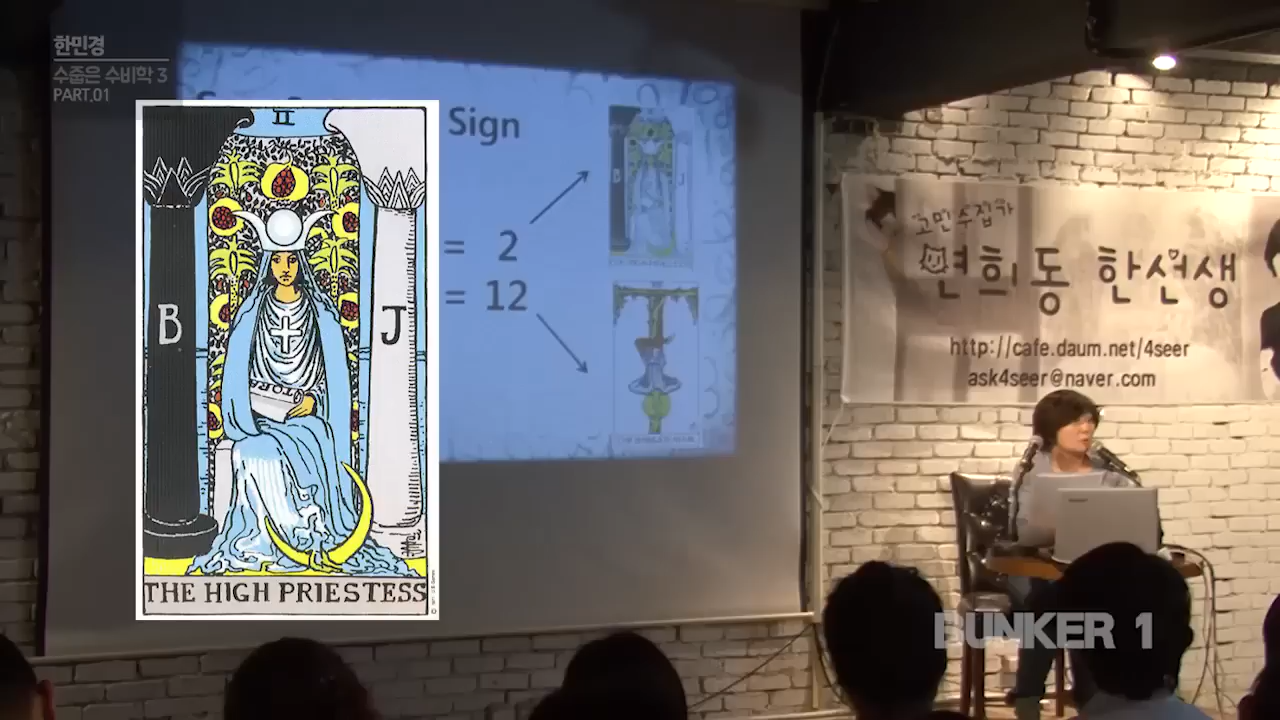 한민경
수줍은 수비학 3
PART.01
II
B
J
TORA
THE HIGH PRIESTESS
Sign
= 2
= 12
B
J
고민 수집가
연희동 한선생
http://cafe.daum.net/4seer
ask4seer@naver.com
BUNKER 1